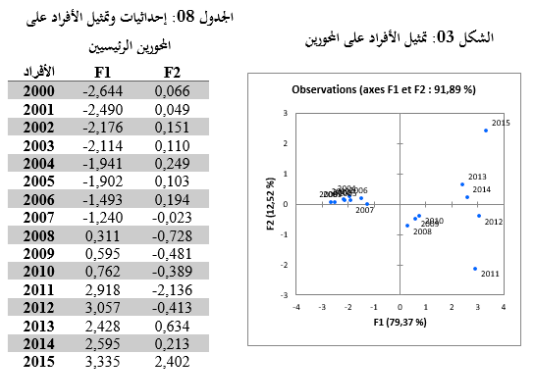 الجدول 08: إحداثيات وتمثيل الأفراد على
المحورين الرئيسيين
الأفراد F1 F2
2000 -2,644 0,066
2001 -2,490 0,049
2002 -2,176 0,151
2003 -2,114 0,110
2004 -1,941 0,249
2005 -1,902 0,103
2006 -1,493 0,194
2007 -1,240 -0,023
2008 0,311 -0,728
2009 0,595 -0,481
2010 0,762 -0,389
2011 2,918 -2,136
2012 3,057 -0,413
2013 2,428 0,634
2014 2,595 0,213
2015 3,335 2,402
الشكل 03: تمثيل الأفراد على المحورين
Observations (axes F1 et F2 : 91,89 %)
F2 (12,52 %)
3
2
1
0
-1
-2
-3
2015
2013
2014
2006
2007
2012
2010
2009
2008
2011
-4 -3 -2 -1 0 1 2 3 4
F1 (79,37 %)